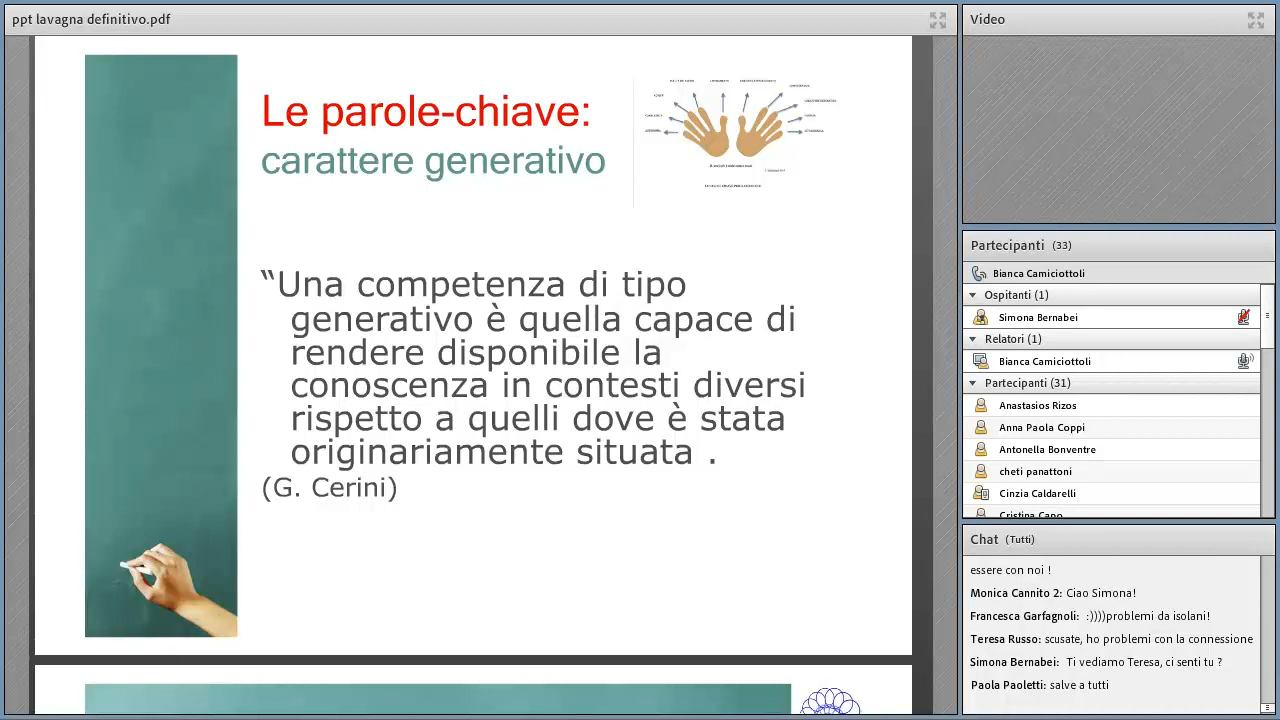 ppt lavagna definitivo.pdf
Le parole-chiave:
carattere generativo
“Una competenza di tipo
generativo è quella capace di
rendere disponibile la
conoscenza in contesti diversi
rispetto a quelli dove è stata
originariamente situata .
(G. Cerini)
Video
Partecipanti (33)
Bianca Camiciottoli
Ospitanti (1)
Simona Bernabei
Relatori (1)
Bianca Camiciottoli
Partecipanti (31)
Anastasios Rizos
Anna Paola Coppi
Antonella Bonventre
cheti panattoni
Cinzia Caldarelli
Cristina Capo
Chat (Tutti)
essere con noi !
Monica Cannito 2: Ciao Simona!
Francesca Garfagnoli: :))))problemi da isolani!
Teresa Russo: scusate, ho problemi con la connessione
Simona Bernabei: Ti vediamo Teresa, ci senti tu ?
Paola Paoletti: salve a tutti